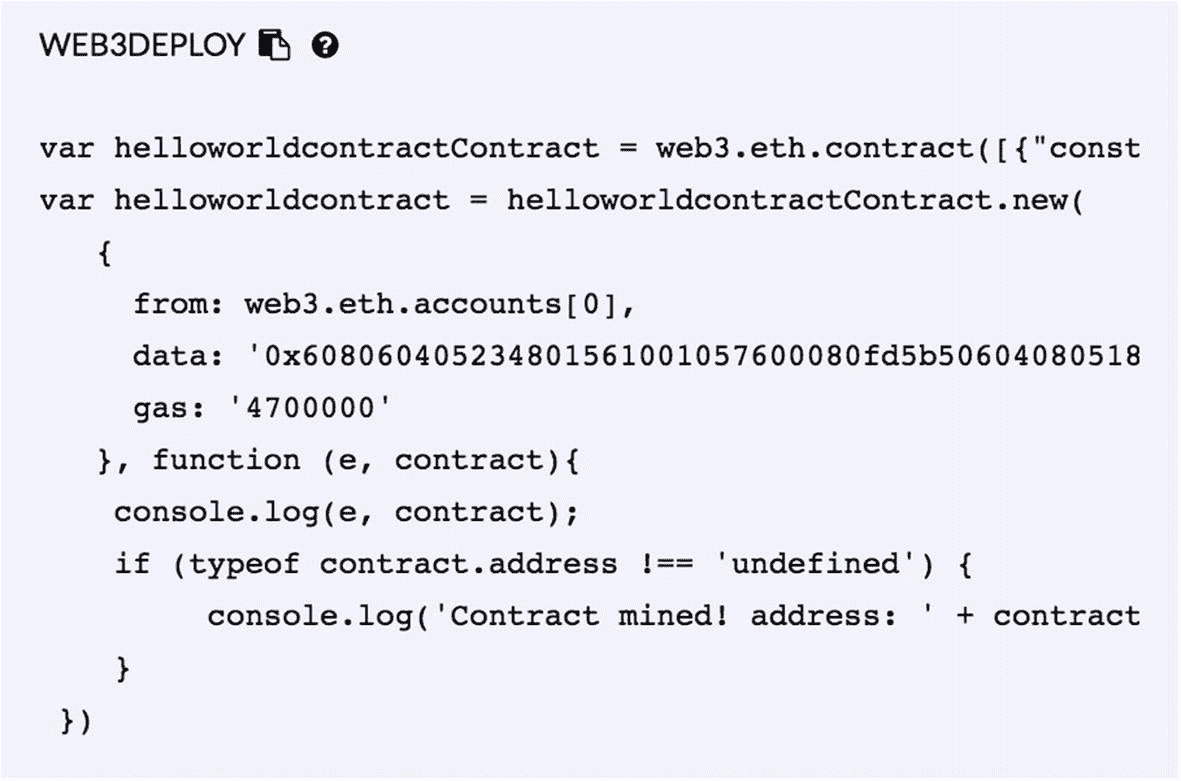 WEB3DEPLOY
var helloworldcontractContract = web3.eth.contract([{"const
var helloworldcontract = helloworldcontractContract.new(
{
from: web3.eth.accounts[0],
data: '0x608060405234801561001057600080fd5b50604080518
gas: '4700000'
}, function (e, contract){
console.log(e, contract);
if (typeof contract.address !== 'undefined') {
console.log('Contract mined! address: ' + contract
}
})